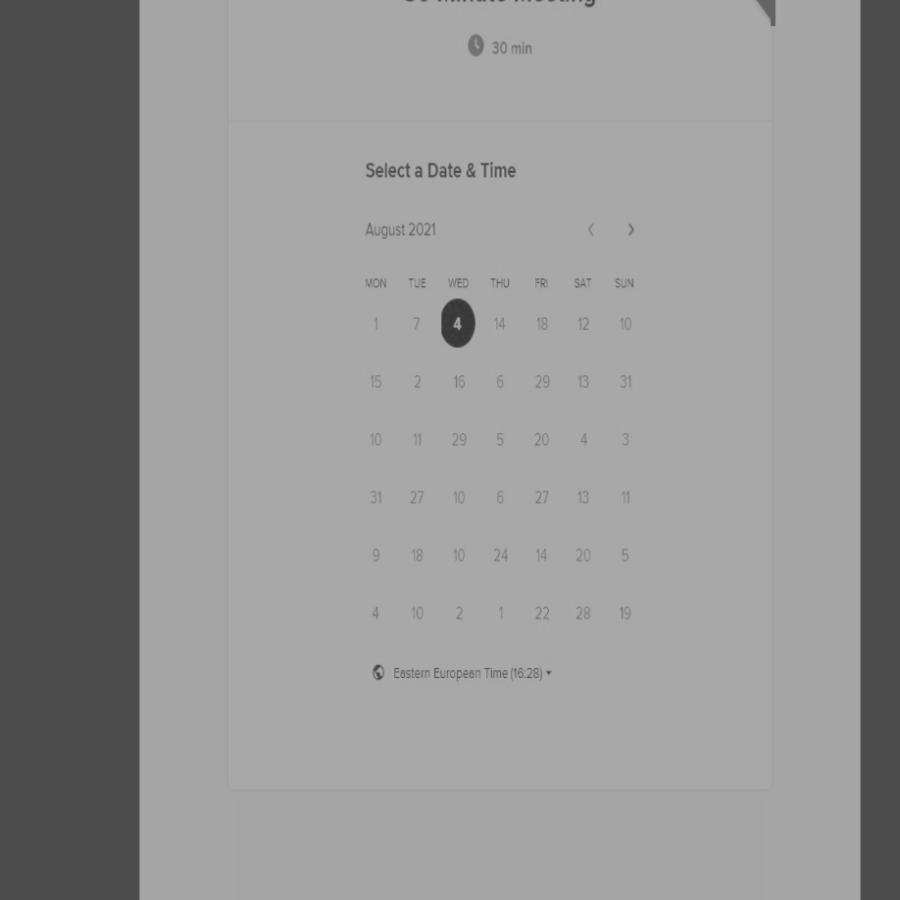 30 Minute Meeting
30 min
Select a Date & Time
August 2021
MON TUE WED THU FRI SAT SUN
1 7 4 14 18 12 10
15 2 16 6 29 13 31
10 11 29 5 20 4 3
31 27 10 6 27 13 11
9 18 10 24 14 20 5
4 10 2 1 22 28 19
Eastern European Time (16:28)